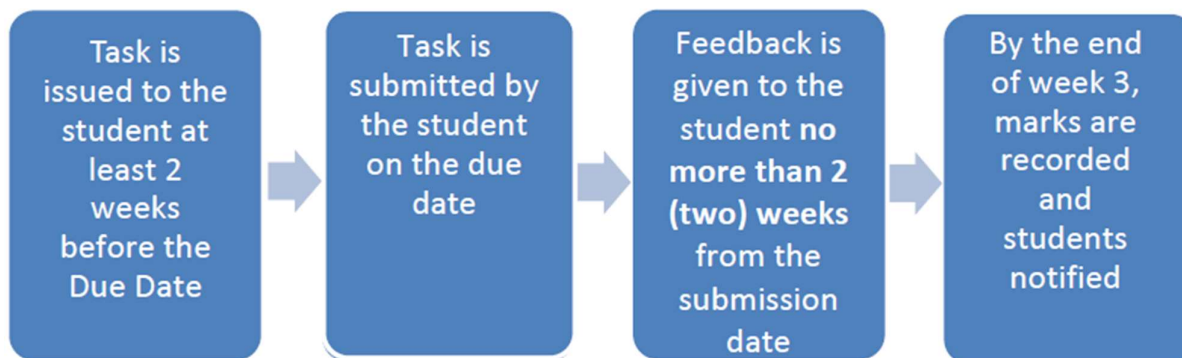 Task is
issued to the
student at
least 2
weeks
before the
Due Date
Task is
submitted by
the student
on the due
date
Feedback is
given to the
student no
more than 2
(two) weeks
from the
submission
date
By the end
of week 3,
marks are
recorded
and
students
notified